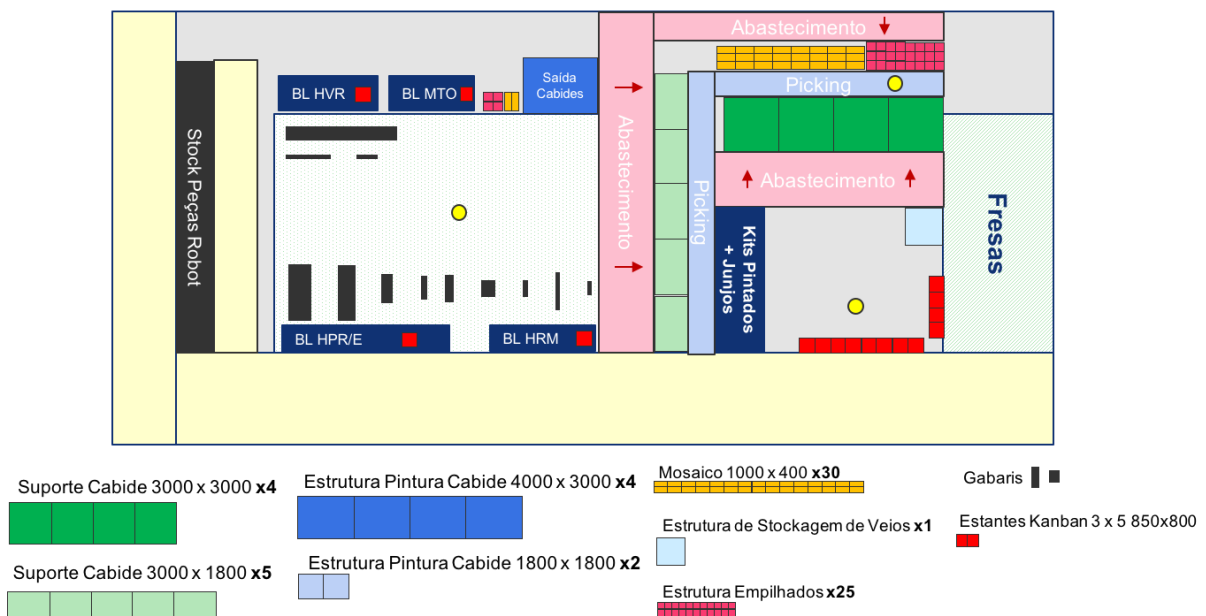 Abastecimento
Saída
Cabides
BL HVR
BL MTO
Picking
Stock Peças Robot
Abastecimento
Picking
Abastecimento
Kits Pintados
+ Junjos
Fresas
BL HPR/E
BL HRM
Suporte Cabide 3000 x 3000 x4
Estrutura Pintura Cabide 4000 x 3000 x4
Mosaico 1000 x 400 x30
Gabaris
Estrutura de Stockagem de Veios x1
Estantes Kanban 3 x 5 850x800
Suporte Cabide 3000 x 1800 x5
Estrutura Pintura Cabide 1800 x 1800 x2
Estrutura Empilhados x25